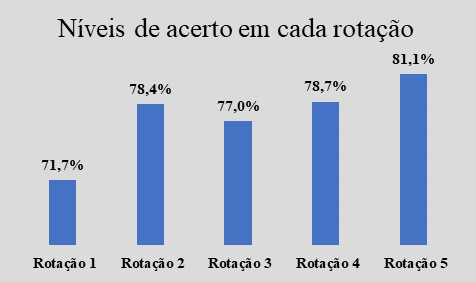 Níveis de acerto em cada rotação
71,7%
78,4%
77,0%
78,7%
81,1%
Rotação 1
Rotação 2
Rotação 3
Rotação 4
Rotação 5